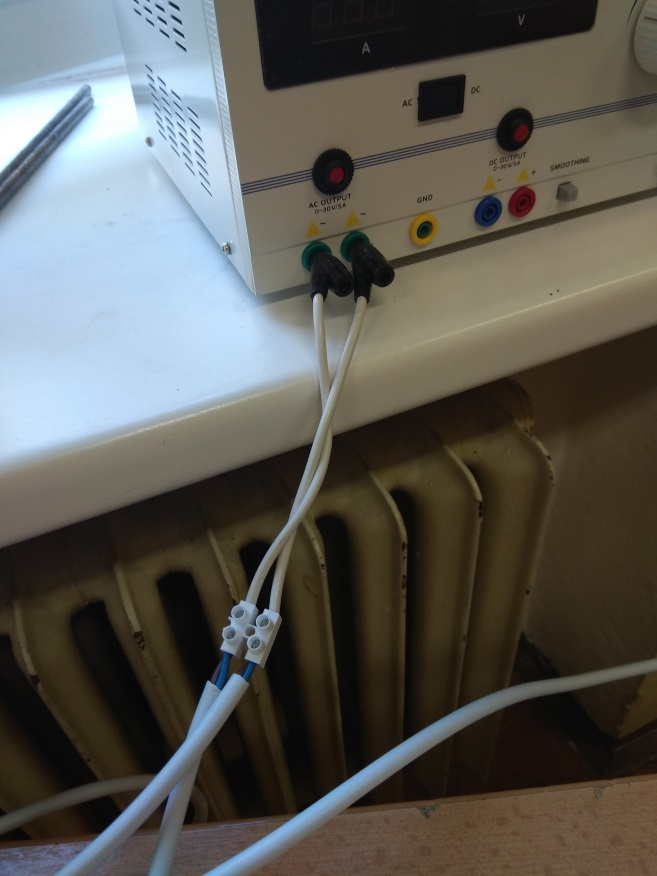 A
V
AC DC
AC OUTPUT
0-30V/5A
DC OUTPUT
0-30V/5A
GND
- +
SMOOTHING